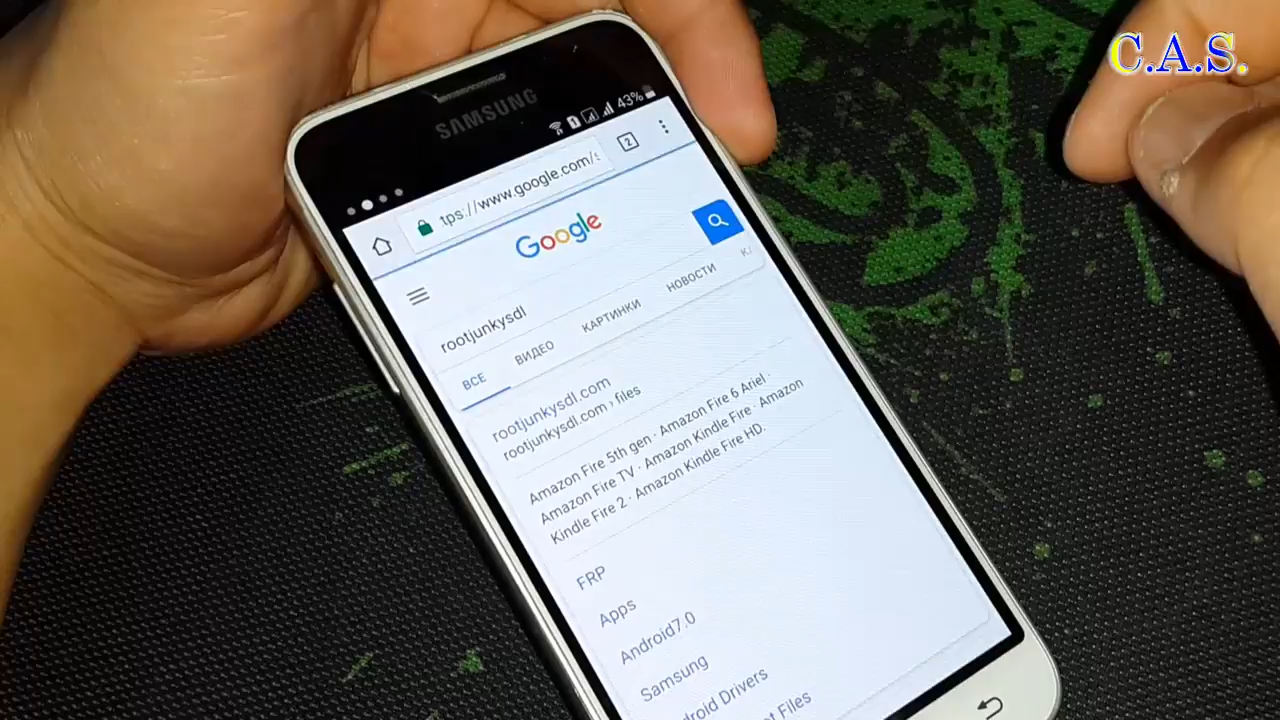 C.A.S.
SAMSUNG
43%
2
tps://www.google.com/s
Google
rootjunkysdl
ВСЕ ВИДЕО КАРТИНКИ НОВОСТИ
rootjunkysdl.com
rootjunkysdl.com › files
Amazon Fire 5th gen · Amazon Fire 6 Ariel ·
Amazon Fire TV · Amazon Kindle Fire · Amazon
Kindle Fire 2 · Amazon Kindle Fire HD.
FRP
Apps
Android7.0
Samsung
droid Drivers
Files